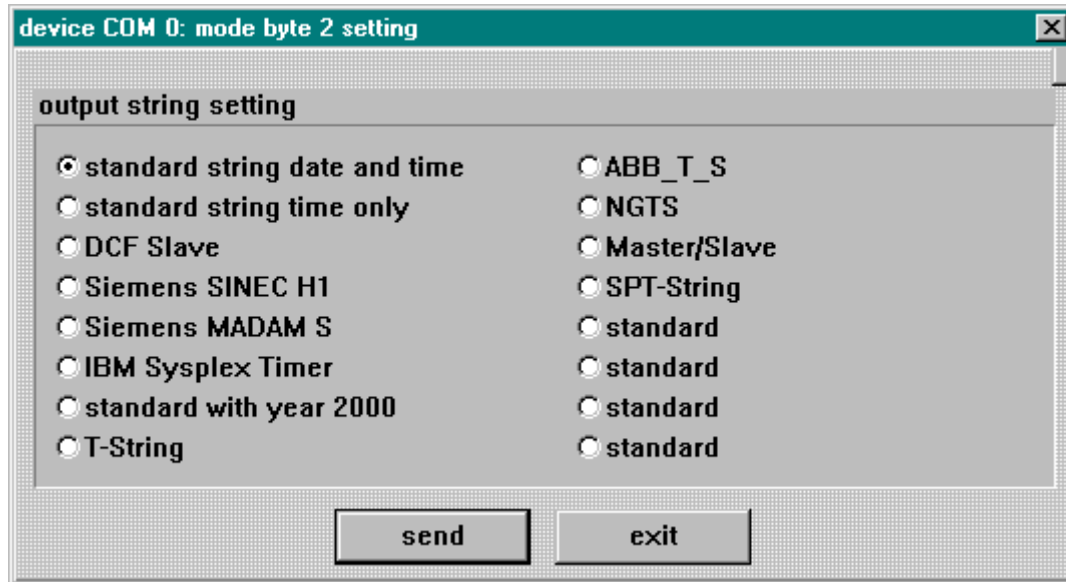 device COM 0: mode byte 2 setting
output string setting
standard string date and time
standard string time only
DCF Slave
Siemens SINEC H1
Siemens MADAM S
IBM Sysplex Timer
standard with year 2000
T-String
ABB_T_S
NGTS
Master/Slave
SPT-String
standard
standard
standard
standard
send
exit